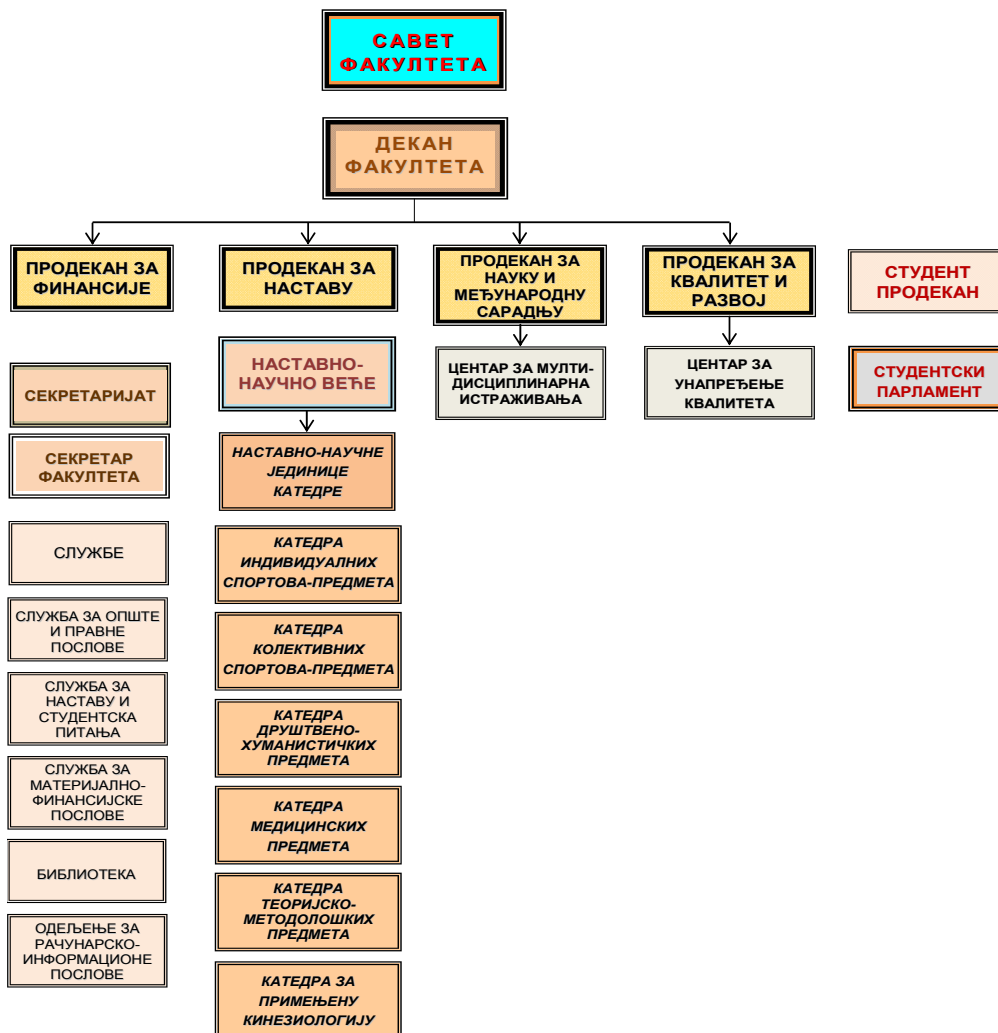 САВЕТ
ФАКУЛТЕТА
ДЕКАН
ФАКУЛТЕТА
ПРОДЕКАН ЗА
ФИНАНСИЈЕ
ПРОДЕКАН ЗА
НАСТАВУ
ПРОДЕКАН ЗА
НАУКУ И
МЕЂУНАРОДНУ
САРАДЊУ
ПРОДЕКАН ЗА
КВАЛИТЕТ И
РАЗВОЈ
СТУДЕНТ
ПРОДЕКАН
СЕКРЕТАРИЈАТ
НАСТАВНО-
НАУЧНО ВЕЋЕ
ЦЕНТАР ЗА МУЛТИ-
ДИСЦИПЛИНАРНА
ИСТРАЖИВАЊА
ЦЕНТАР ЗА
УНАПРЕЂЕЊЕ
КВАЛИТЕТА
СТУДЕНТСКИ
ПАРЛАМЕНТ
СЕКРЕТАР
ФАКУЛТЕТА
НАСТАВНО-НАУЧНЕ
ЈЕДИНИЦЕ
КАТЕДРЕ
СЛУЖБЕ
КАТЕДРА
ИНДИВИДУАЛНИХ
СПОРТОВА-ПРЕДМЕТА
СЛУЖБА ЗА ОПШТЕ
И ПРАВНЕ
ПОСЛОВЕ
КАТЕДРА
КОЛЕКТИВНИХ
СПОРТОВА-ПРЕДМЕТА
СЛУЖБА ЗА
НАСТАВУ И
СТУДЕНТСКА
ПИТАЊА
КАТЕДРА
ДРУШТВЕНО-
ХУМАНИСТИЧКИХ
ПРЕДМЕТА
СЛУЖБА ЗА
МАТЕРИЈАЛНО-
ФИНАНСИЈСКЕ
ПОСЛОВЕ
КАТЕДРА
МЕДИЦИНСКИХ
ПРЕДМЕТА
БИБЛИОТЕКА
КАТЕДРА
ТЕОРИЈСКО-
МЕТОДОЛОШКИХ
ПРЕДМЕТА
ОДЕЉЕЊЕ ЗА
РАЧУНАРСКО-
ИНФОРМАЦИОНЕ
ПОСЛОВЕ
КАТЕДРА ЗА
ПРИМЕЊЕНУ
КИНЕЗИОЛОГИЈУ